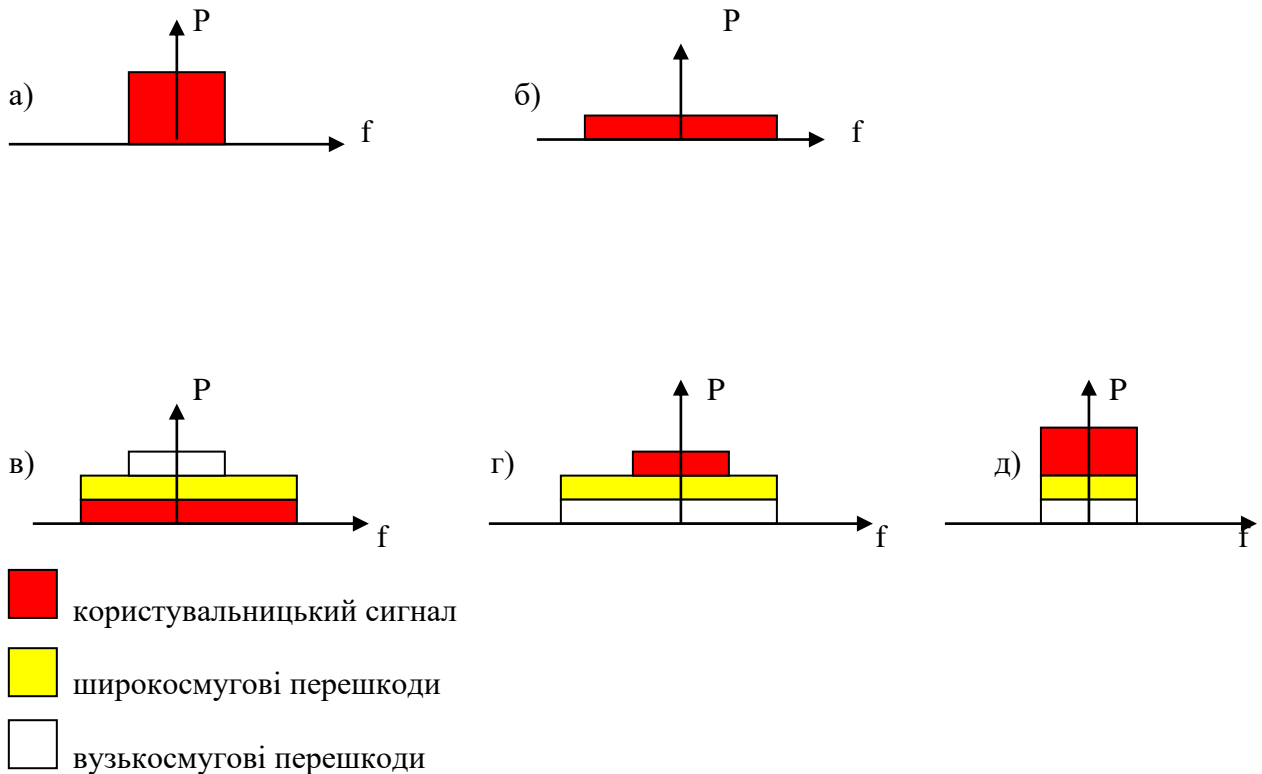 P
P
а)
б)
f
f
P
P
P
в)
г)
д)
f
f
f
користувальницький сигнал
широкосмугові перешкоди
вузькосмугові перешкоди